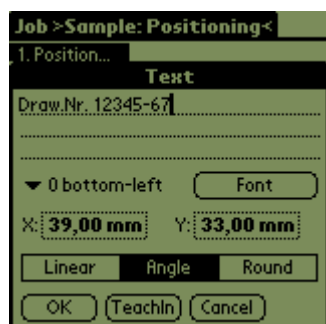 Job >Sample: Positioning<
1. Position...
Text
Draw.Nr. 12345-67
0 bottom-left Font
X: 39,00 mm Y: 33,00 mm
Linear Angle Round
OK TeachIn Cancel